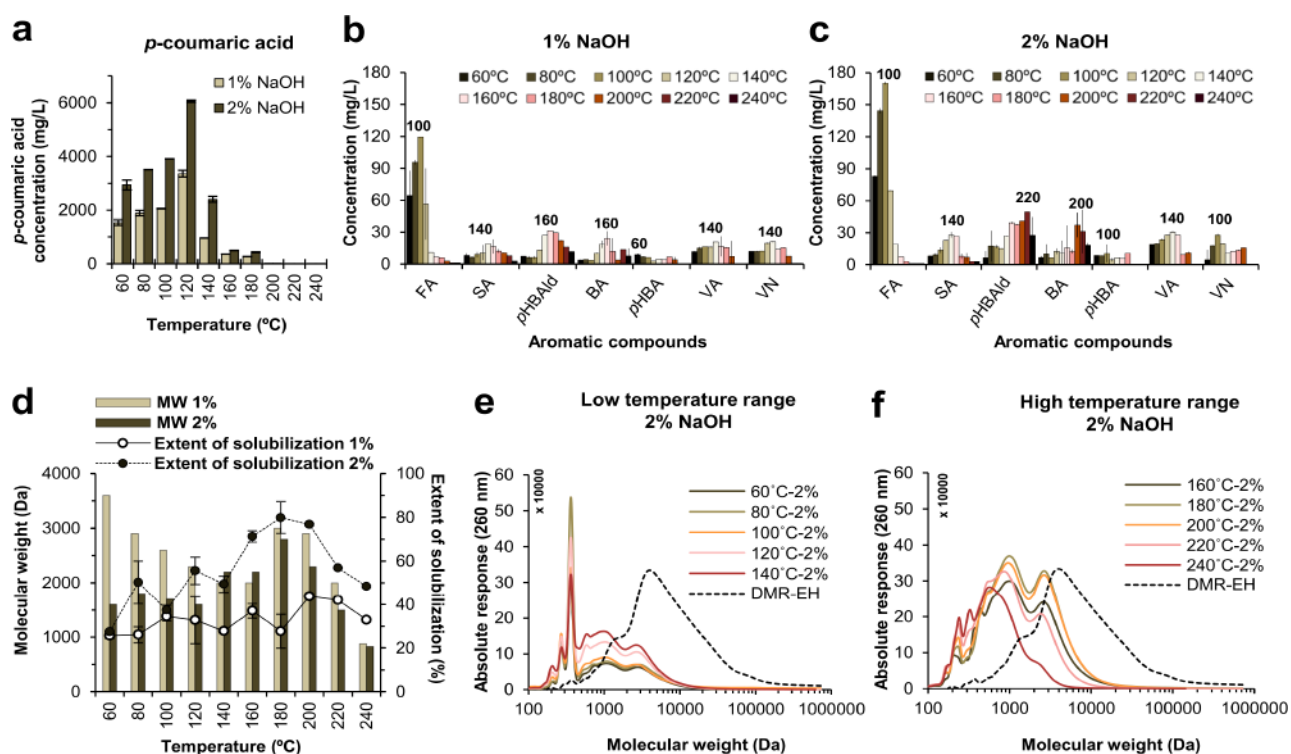 a
p-coumaric acid
1% NaOH
2% NaOH
p-coumaric acid
concentration (mg/L)
6000
4000
2000
0
60
80
100
120
140
160
180
200
220
240
Temperature (ºC)
b
1% NaOH
Concentration (mg/L)
180
150
120
90
60
30
0
60ºC
80ºC
100ºC
120ºC
140ºC
160ºC
180ºC
200ºC
220ºC
240ºC
100
140
160
160
60
140
140
FA
SA
pHBAld
BA
pHBA
VA
VN
Aromatic compounds
c
2% NaOH
Concentration (mg/L)
180
150
120
90
60
30
0
60ºC
80ºC
100ºC
120ºC
140ºC
160ºC
180ºC
200ºC
220ºC
240ºC
100
140
220
200
100
140
100
FA
SA
pHBAld
BA
pHBA
VA
VN
Aromatic compounds
d
MW 1%
MW 2%
Extent of solubilization 1%
Extent of solubilization 2%
Molecular weight (Da)
4000
3000
2000
1000
0
100
80
60
40
20
0
Extent of
solubilization (%)
60
80
100
120
140
160
180
200
220
240
Temperature (ºC)
e
Low temperature range
2% NaOH
Absolute response (260 nm)
x 10000
60
50
40
30
20
10
0
60˚C-2%
80˚C-2%
100˚C-2%
120˚C-2%
140˚C-2%
DMR-EH
100
1000
10000
100000
1000000
Molecular weight (Da)
f
High temperature range
2% NaOH
Absolute response (260 nm)
x 10000
60
50
40
30
20
10
0
160˚C-2%
180˚C-2%
200˚C-2%
220˚C-2%
240˚C-2%
DMR-EH
100
1000
10000
100000
1000000
Molecular weight (Da)